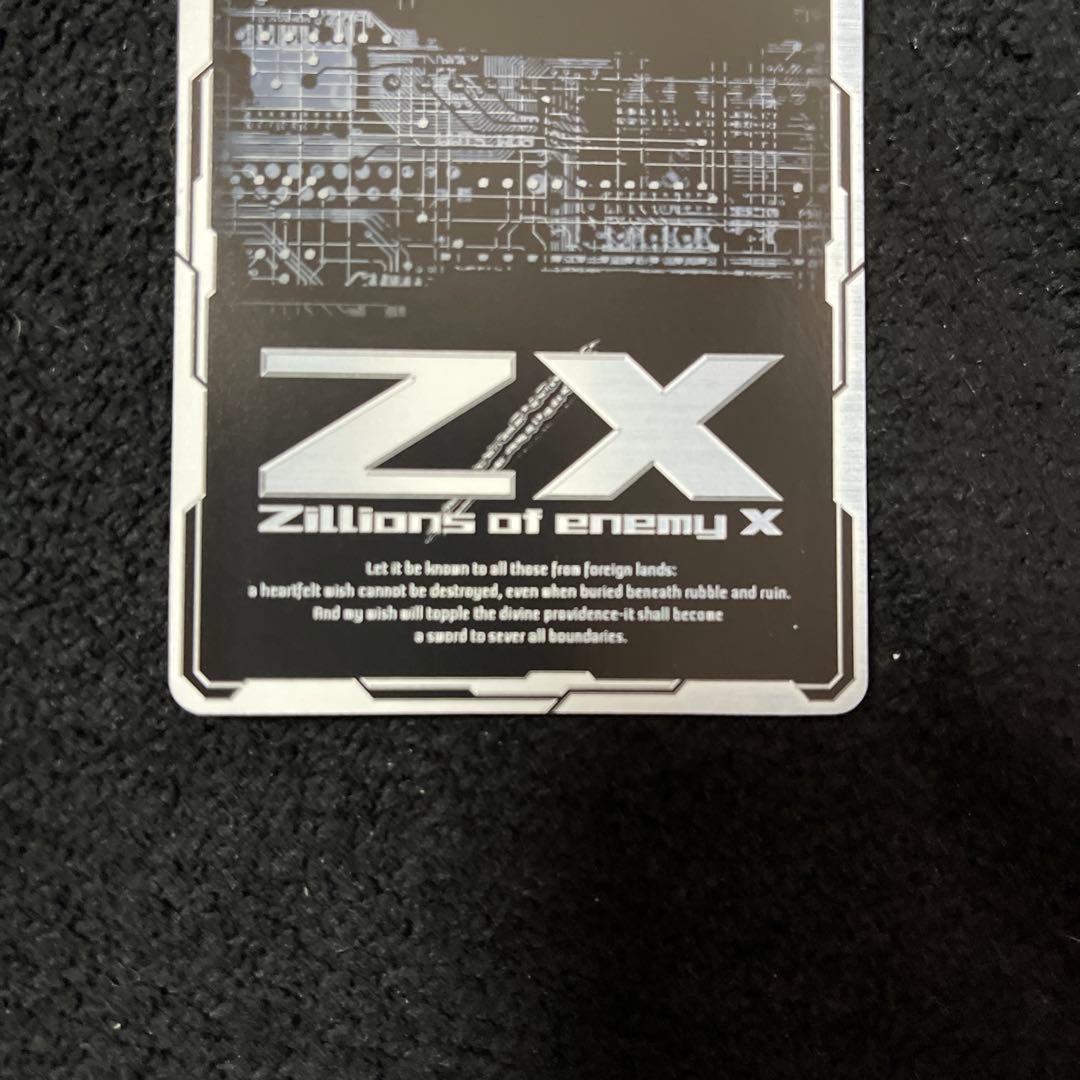 Z/X
Zillions of enemy X
Let it be known to all those from foreign lands:
a heartfelt wish cannot be destroyed, even when buried beneath rubble and ruin.
And my wish will topple the divine providence-it shall become
a sword to sever all boundaries.